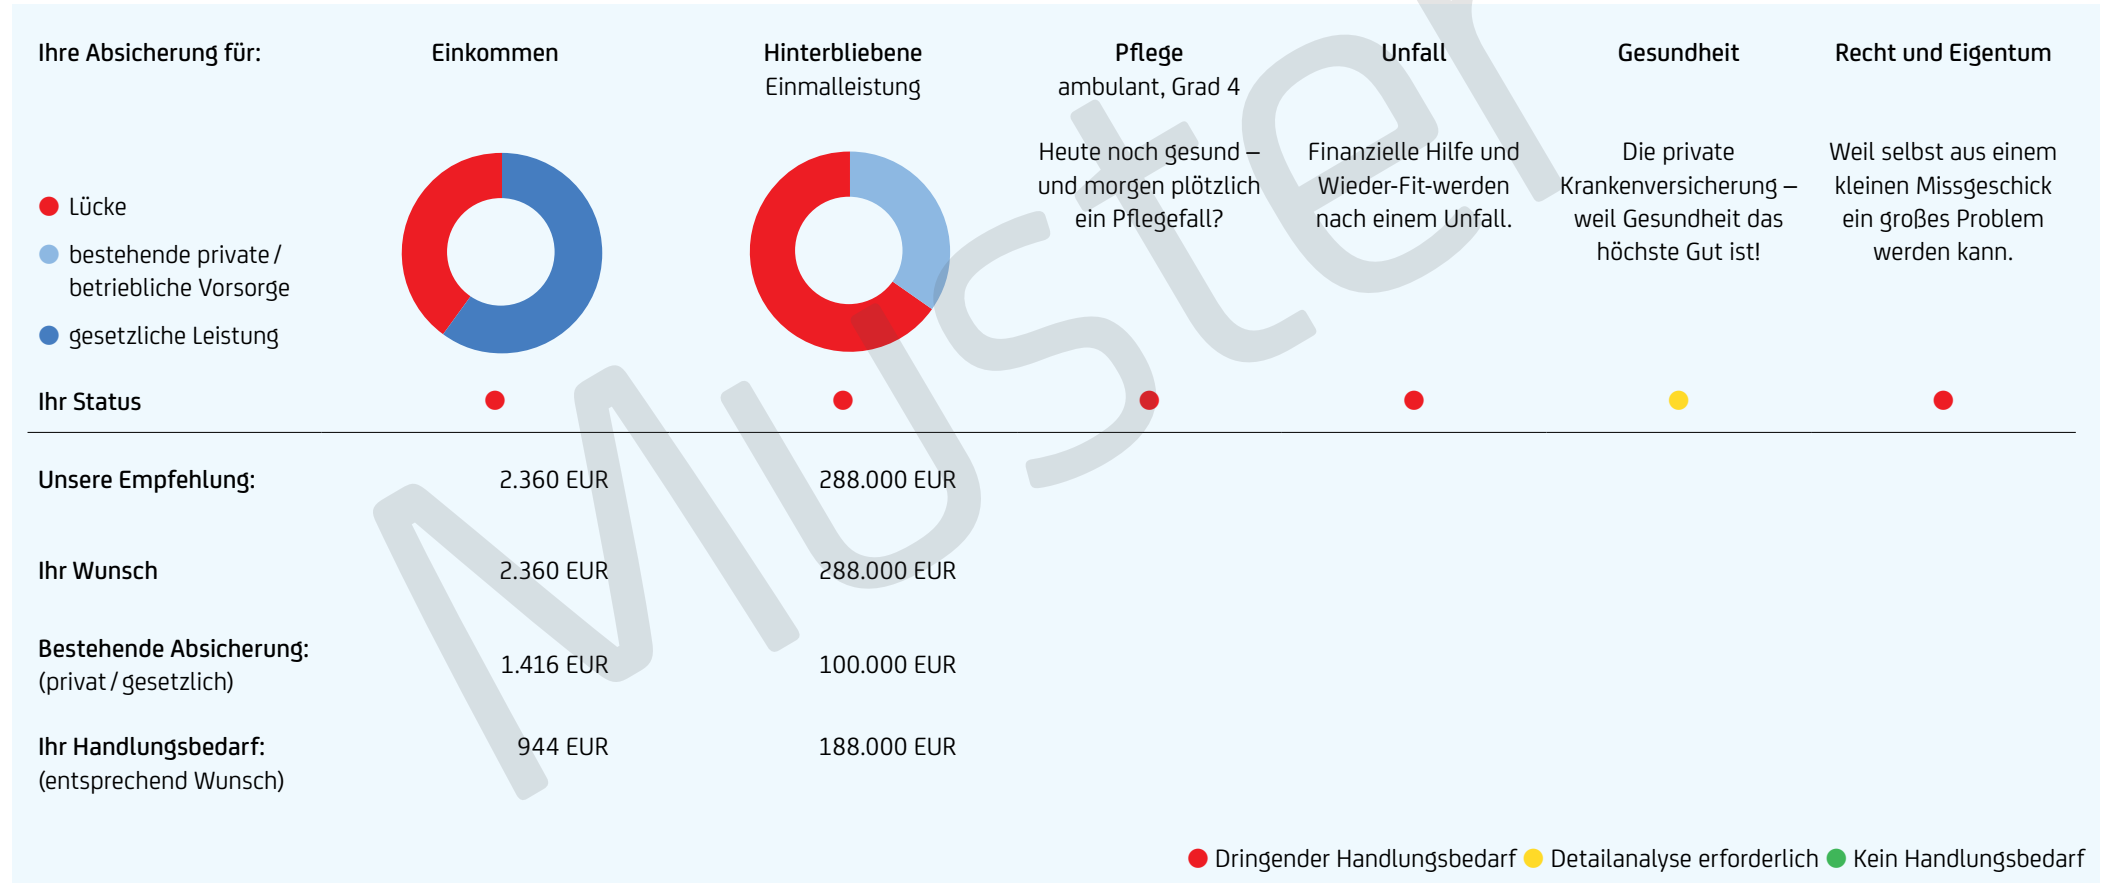 Ihre Absicherung für:
Einkommen
Hinterbliebene
Einmalleistung
Pflege
ambulant, Grad 4
Unfall
Gesundheit
Recht und Eigentum
Lücke
bestehende private /
betriebliche Vorsorge
gesetzliche Leistung
Heute noch gesund –
und morgen plötzlich
ein Pflegefall?
Finanzielle Hilfe und
Wieder-Fit-werden
nach einem Unfall.
Die private
Krankenversicherung –
weil Gesundheit das
höchste Gut ist!
Weil selbst aus einem
kleinen Missgeschick
ein großes Problem
werden kann.
Ihr Status
Unsere Empfehlung: 2.360 EUR 288.000 EUR
Ihr Wunsch 2.360 EUR 288.000 EUR
Bestehende Absicherung:
(privat / gesetzlich)
1.416 EUR 100.000 EUR
Ihr Handlungsbedarf: 944 EUR 188.000 EUR
(entsprechend Wunsch)
Dringender Handlungsbedarf Detailanalyse erforderlich Kein Handlungsbedarf
Muster